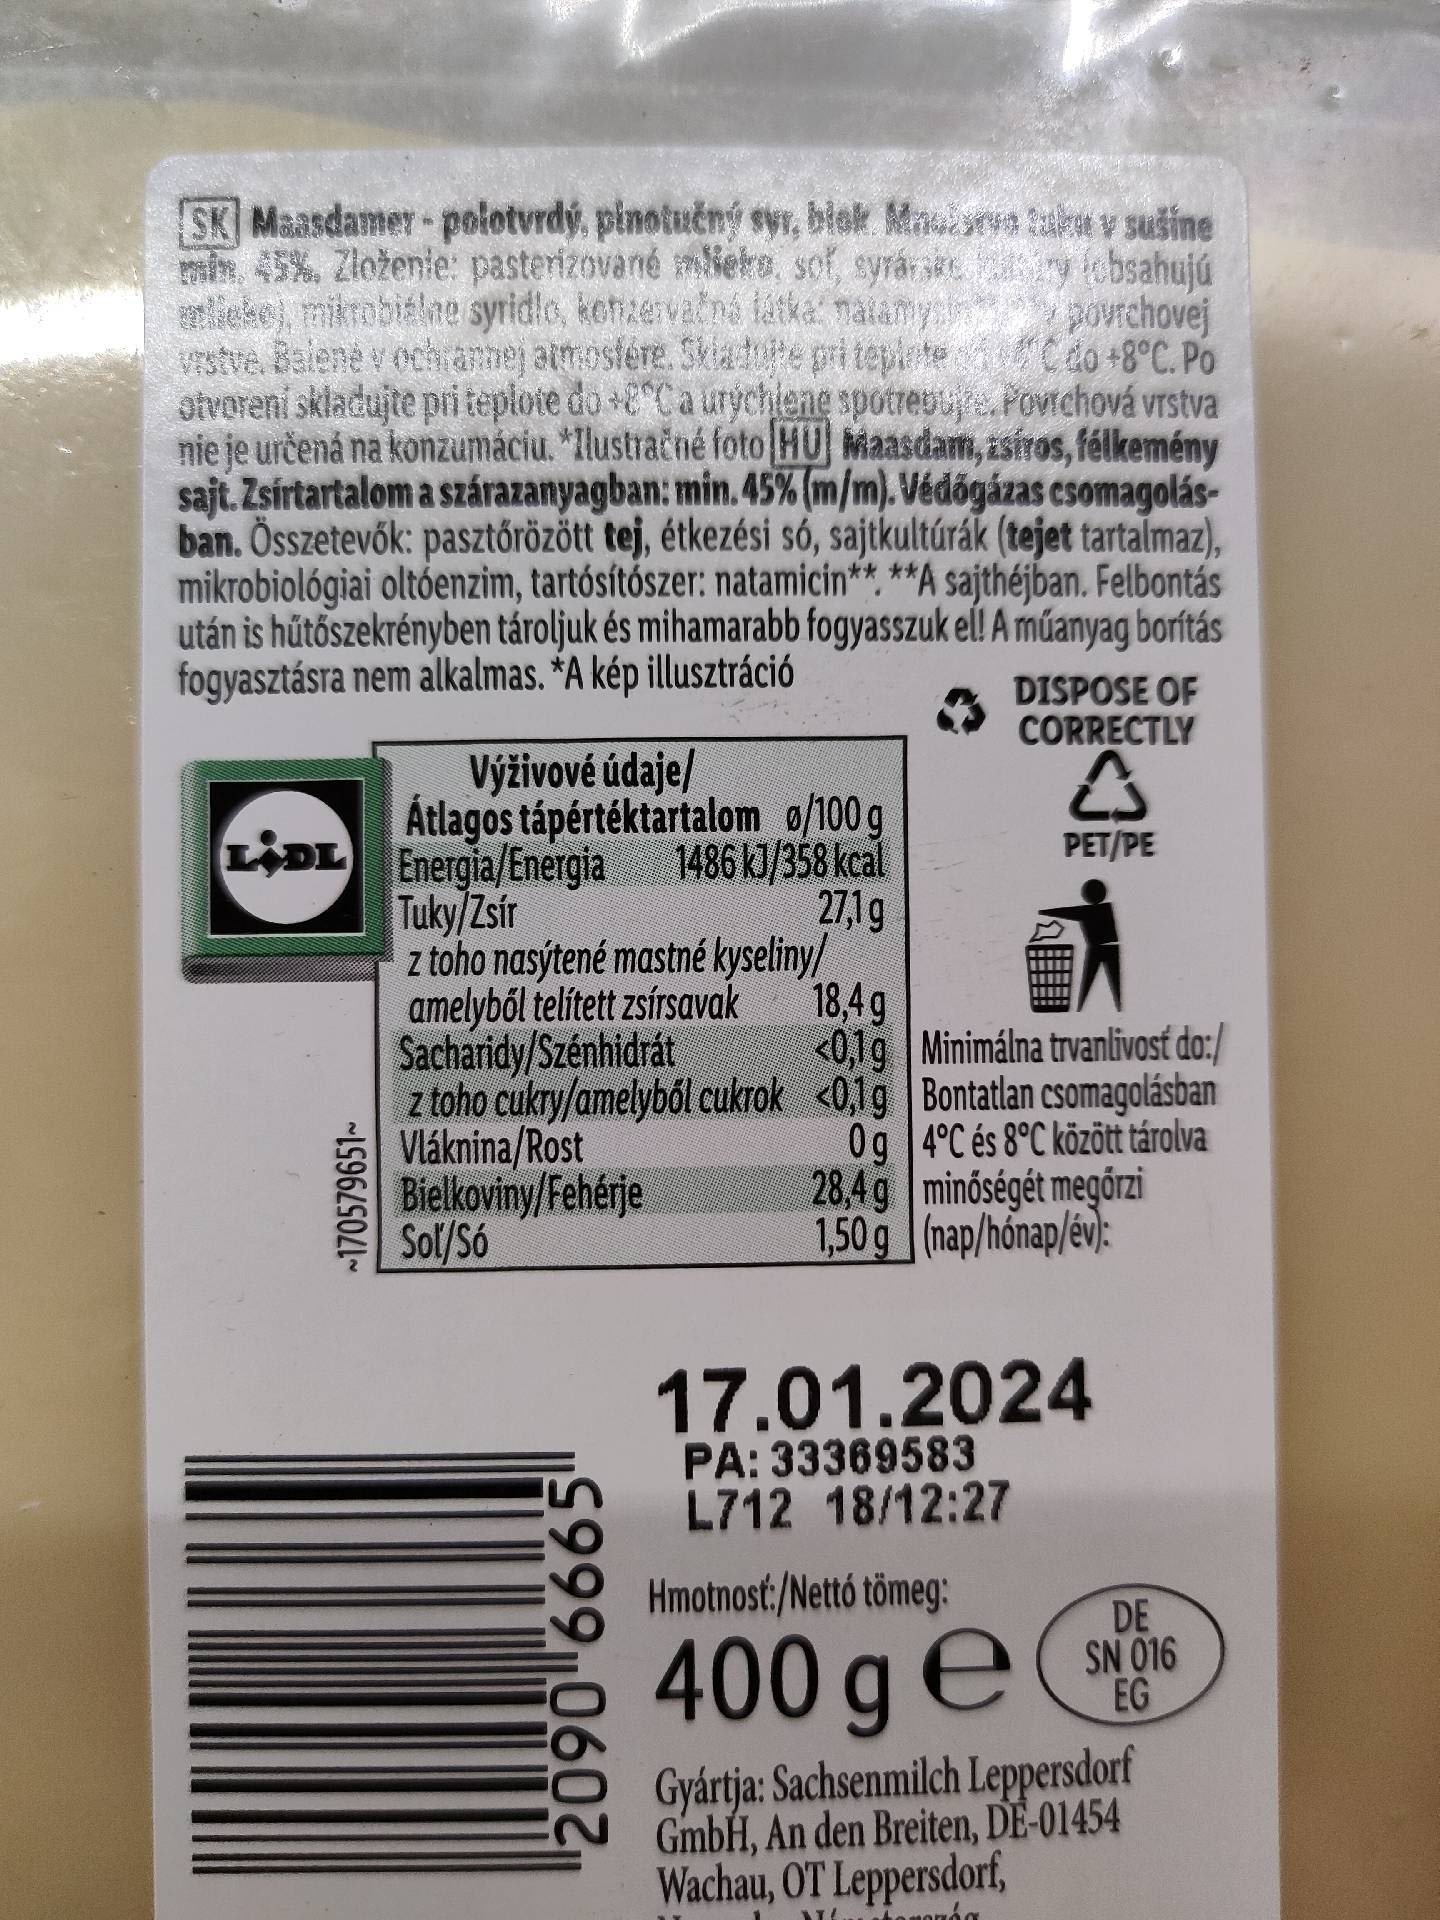 SK Maasdamer - polotvrdý, plnotučný syr, blok. Množstvo tuku v sušine
min. 45%. Zloženie: pasterizované mlieko, soľ, syrárske kultúry (obsahujú
mlieko), mikrobiálne syridlo, konzervačná látka: natamycín** povrchovej
vrstve. Balené v ochrannej atmosfére. Skladujte pri teplote °C do +8°C. Po
otvorení skladujte pri teplote do +8°C a urýchlene spotrebujte. Povrchová vrstva
nie je určená na konzumáciu. *Ilustračné foto HU Maasdam, zsíros, félkemény
sajt. Zsírtartalom a szárazanyagban: min. 45% (m/m). Védőgázas csomagolás-
ban. Összetevők: pasztőrözött tej, étkezési só, sajtkultúrák (tejet tartalmaz),
mikrobiológiai oltóenzim, tartósítószer: natamicin**. **A sajthéjban. Felbontás
után is hűtőszekrényben tároljuk és mihamarabb fogyasszuk el! A műanyag borítás
fogyasztásra nem alkalmas. *A kép illusztráció
DISPOSE OF
CORRECTLY
PET/PE
LIDL
Výživové údaje/
Átlagos tápértéktartalom ø/100 g
Energia/Energia 1486 kJ/358 kcal
Tuky/Zsír 27,1 g
z toho nasýtené mastné kyseliny/
amelyből telített zsírsavak 18,4 g
Sacharidy/Szénhidrát <0,1 g
z toho cukry/amelyből cukrok <0,1 g
Vláknina/Rost 0 g
Bielkoviny/Fehérje 28,4 g
Soľ/Só 1,50 g
~170579651~
Minimálna trvanlivosť do:/
Bontatlan csomagolásban
4°C és 8°C között tárolva
minőségét megőrzi
(nap/hónap/év):
17.01.2024
PA: 33369583
L712 18/12:27
2090 6665
Hmotnosť:/Nettó tömeg:
400 g e
DE
SN 016
EG
Gyártja: Sachsenmilch Leppersdorf
GmbH, An den Breiten, DE-01454
Wachau, OT Leppersdorf,